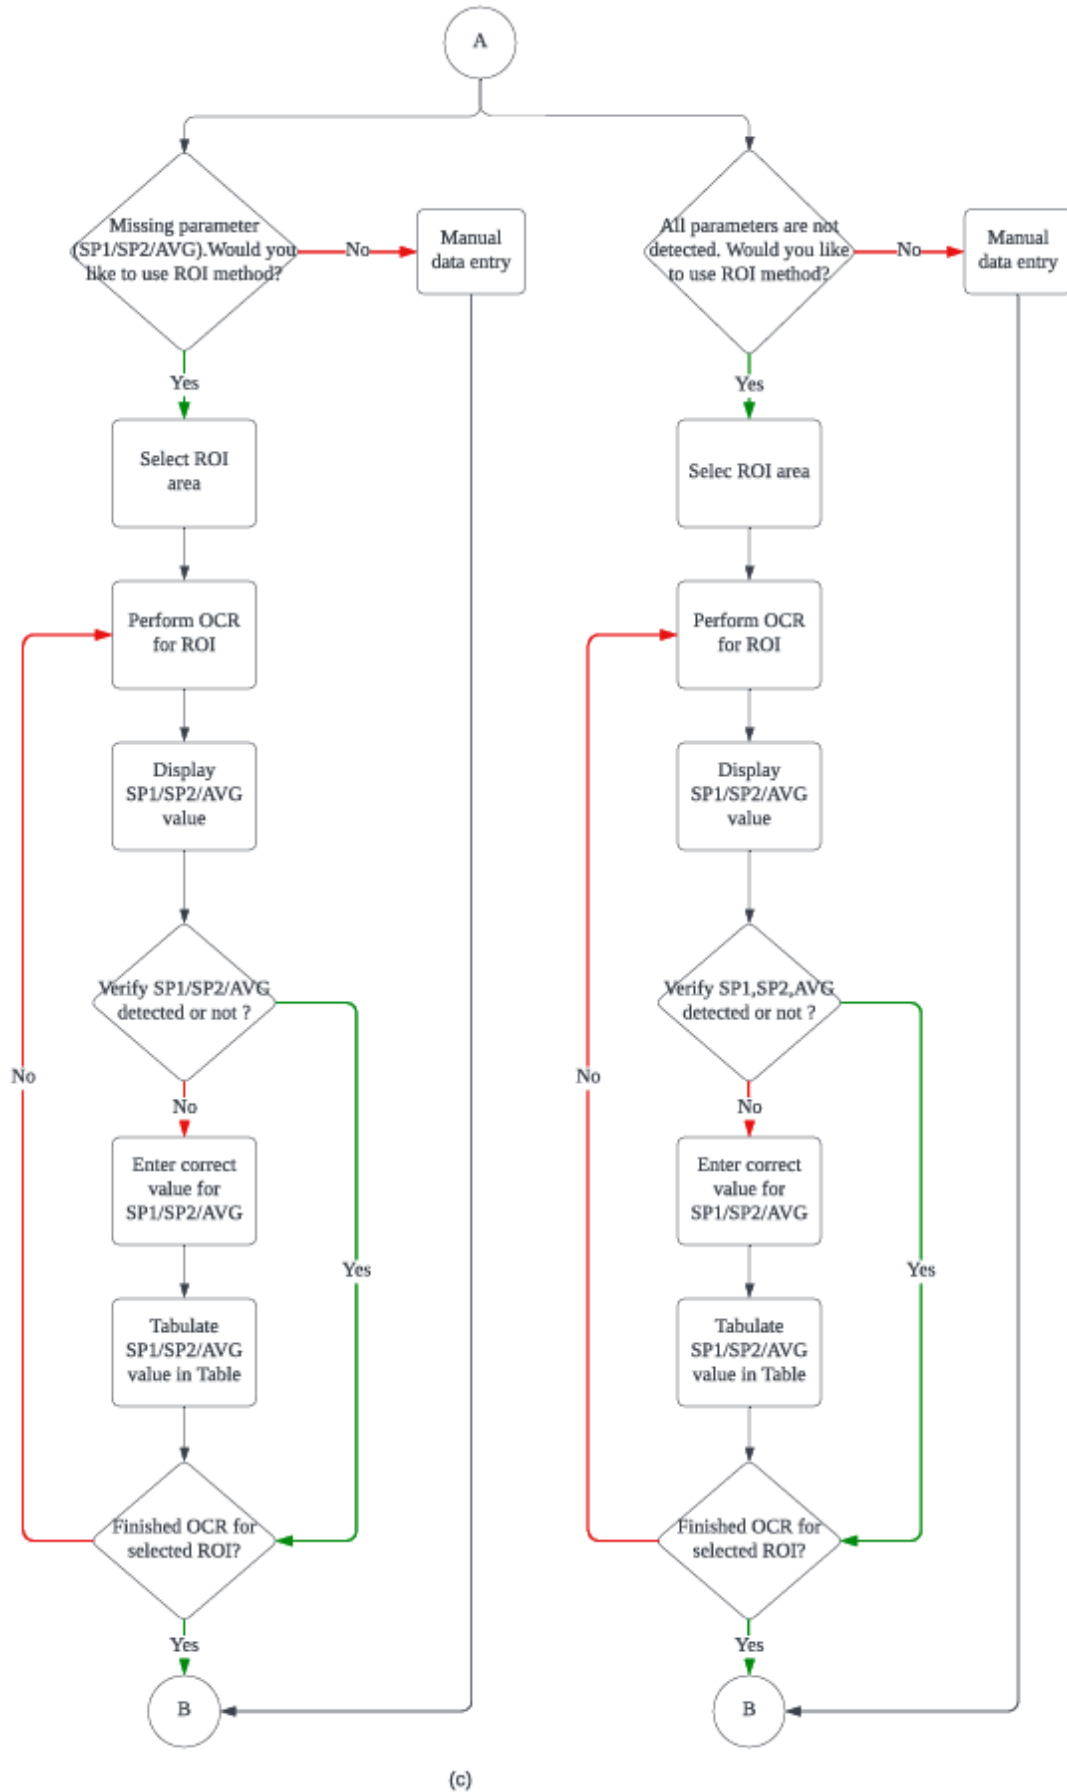 A
Missing parameter
(SP1/SP2/AVG).Would you
like to use ROI method?
No
Manual
data entry
All parameters are not
detected. Would you like
to use ROI method?
No
Manual
data entry
Yes
Yes
Select ROI
area
Selec ROI area
Perform OCR
for ROI
Perform OCR
for ROI
Display
SP1/SP2/AVG
value
Display
SP1/SP2/AVG
value
Verify SP1/SP2/AVG
detected or not ?
Verify SP1,SP2,AVG
detected or not ?
No
No
No
No
Enter correct
value for
SP1/SP2/AVG
Enter correct
value for
SP1/SP2/AVG
Yes
Yes
Tabulate
SP1/SP2/AVG
value in Table
Tabulate
SP1/SP2/AVG
value in Table
Finished OCR for
selected ROI?
Finished OCR for
selected ROI?
Yes
Yes
B
B
(c)